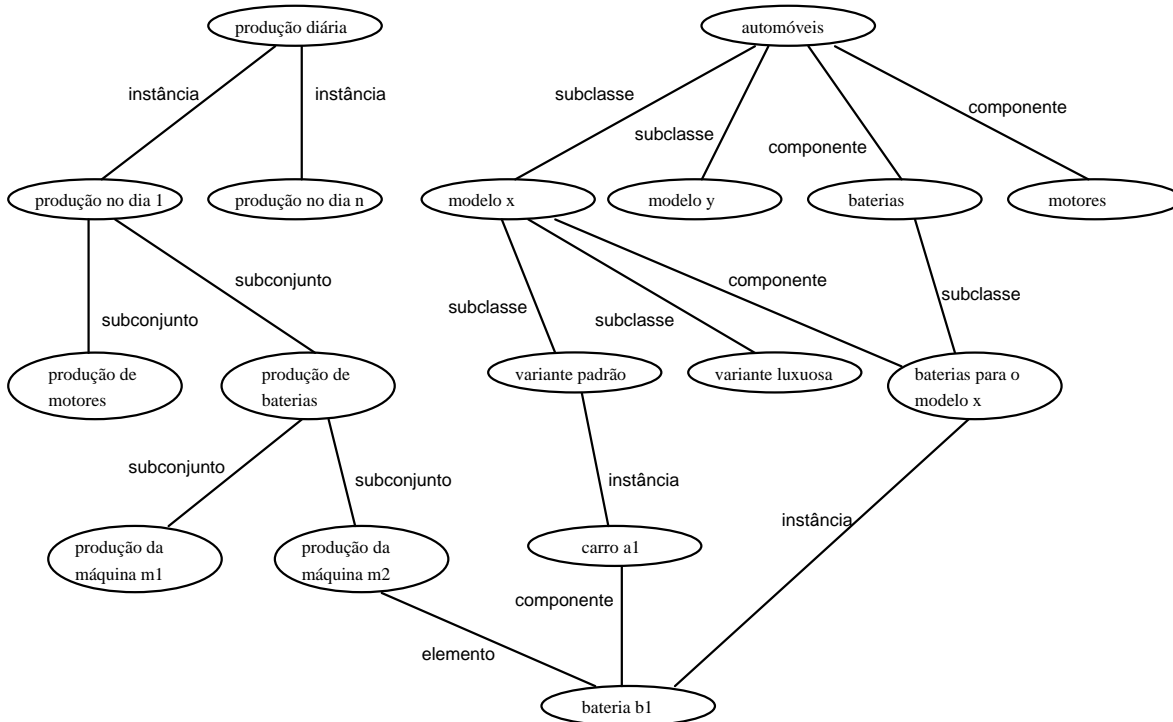 produção diária
automóveis
instância
instância
subclasse
subclasse
componente
componente
produção no dia 1
produção no dia n
modelo x
modelo y
baterias
motores
subconjunto
subconjunto
subclasse
subclasse
componente
subclasse
produção de
motores
produção de
baterias
variante padrão
variante luxuosa
baterias para o
modelo x
subconjunto
subconjunto
instância
instância
produção da
máquina m1
produção da
máquina m2
carro a1
elemento
componente
bateria b1